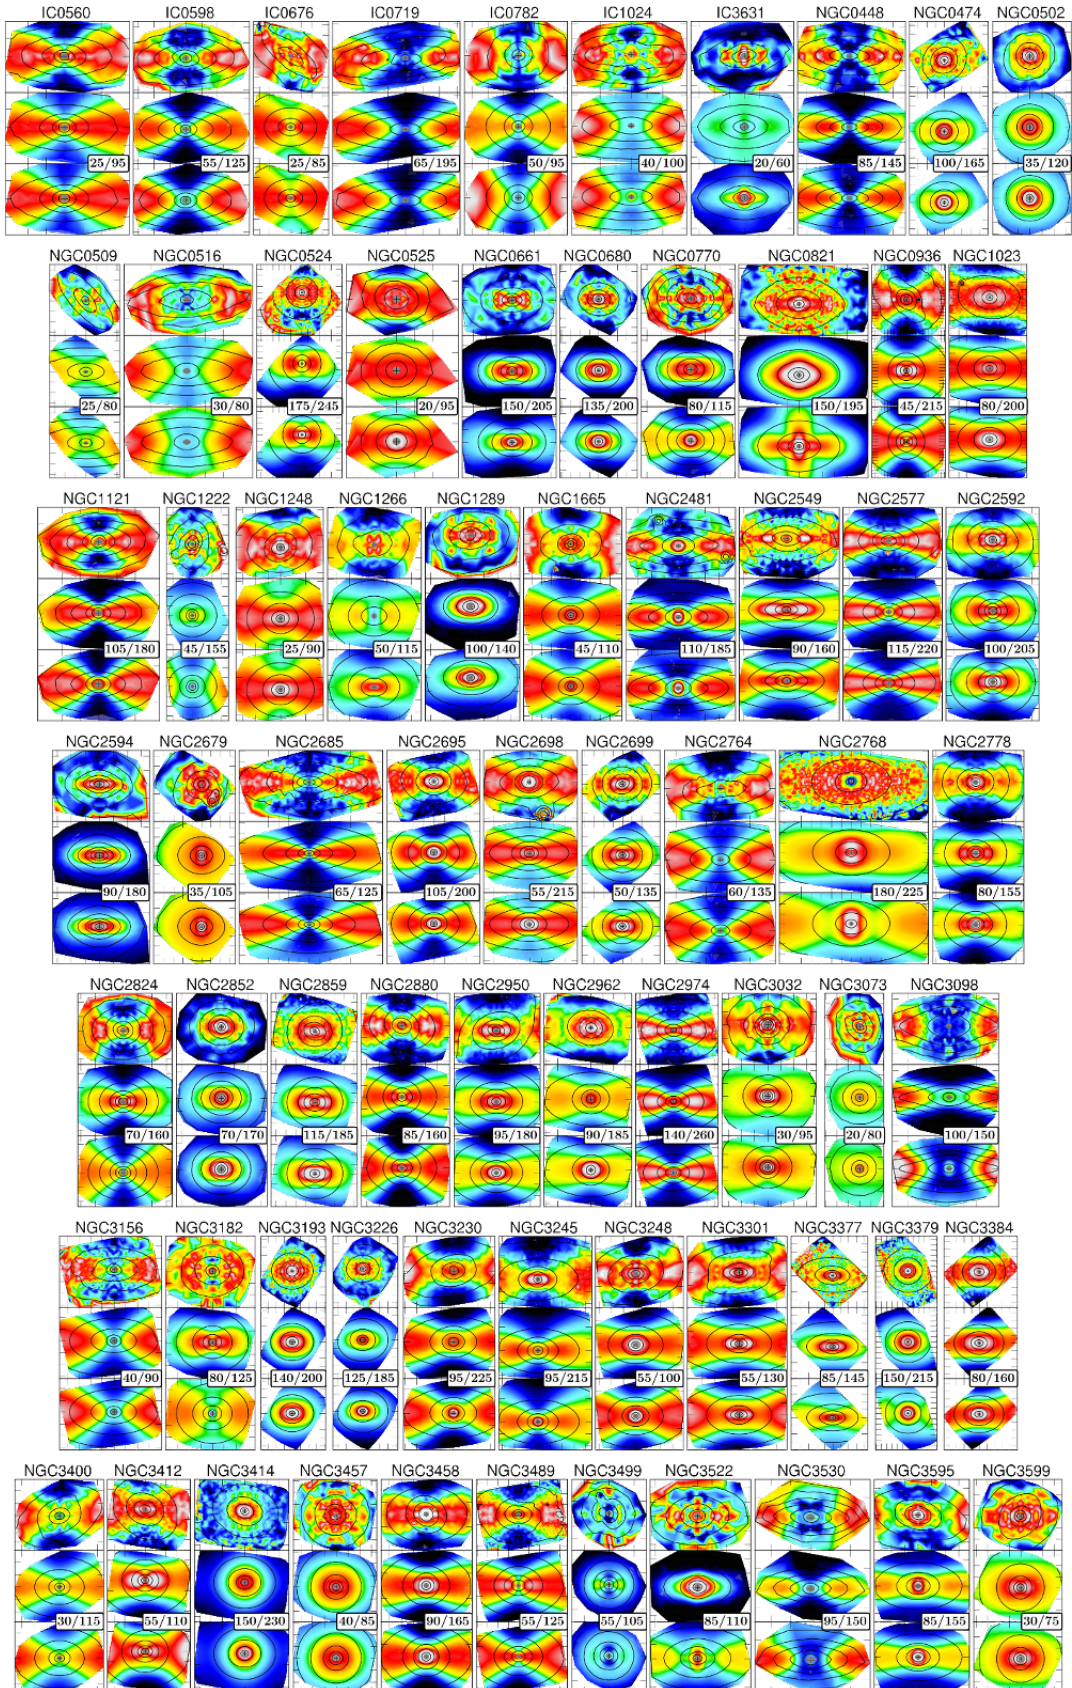 IC0560 IC0598 IC0676 IC0719 IC0782 IC1024 IC3631 NGC0448 NGC0474 NGC0502
25/95 55/125 25/85 65/195 50/95 40/100 20/60 85/145 100/165 35/120
NGC0509 NGC0516 NGC0524 NGC0525 NGC0661 NGC0680 NGC0770 NGC0821 NGC0936 NGC1023
25/80 30/80 175/245 20/95 150/205 135/200 80/115 150/195 45/215 80/200
NGC1121 NGC1222 NGC1248 NGC1266 NGC1289 NGC1665 NGC2481 NGC2549 NGC2577 NGC2592
105/180 45/155 25/90 50/115 100/140 45/110 110/185 90/160 115/220 100/205
NGC2594 NGC2679 NGC2685 NGC2695 NGC2698 NGC2699 NGC2764 NGC2768 NGC2778
90/180 35/105 65/125 105/200 55/215 50/135 60/135 180/225 80/155
NGC2824 NGC2852 NGC2859 NGC2880 NGC2950 NGC2962 NGC2974 NGC3032 NGC3073 NGC3098
70/160 70/170 115/185 85/160 95/180 90/185 140/260 30/95 20/80 100/150
NGC3156 NGC3182 NGC3193 NGC3226 NGC3230 NGC3245 NGC3248 NGC3301 NGC3377 NGC3379 NGC3384
40/90 80/125 140/200 125/185 95/225 95/215 55/100 55/130 85/145 150/215 80/160
NGC3400 NGC3412 NGC3414 NGC3457 NGC3458 NGC3489 NGC3499 NGC3522 NGC3530 NGC3595 NGC3599
30/115 55/110 150/230 40/85 90/165 55/125 55/105 85/110 95/150 85/155 30/75